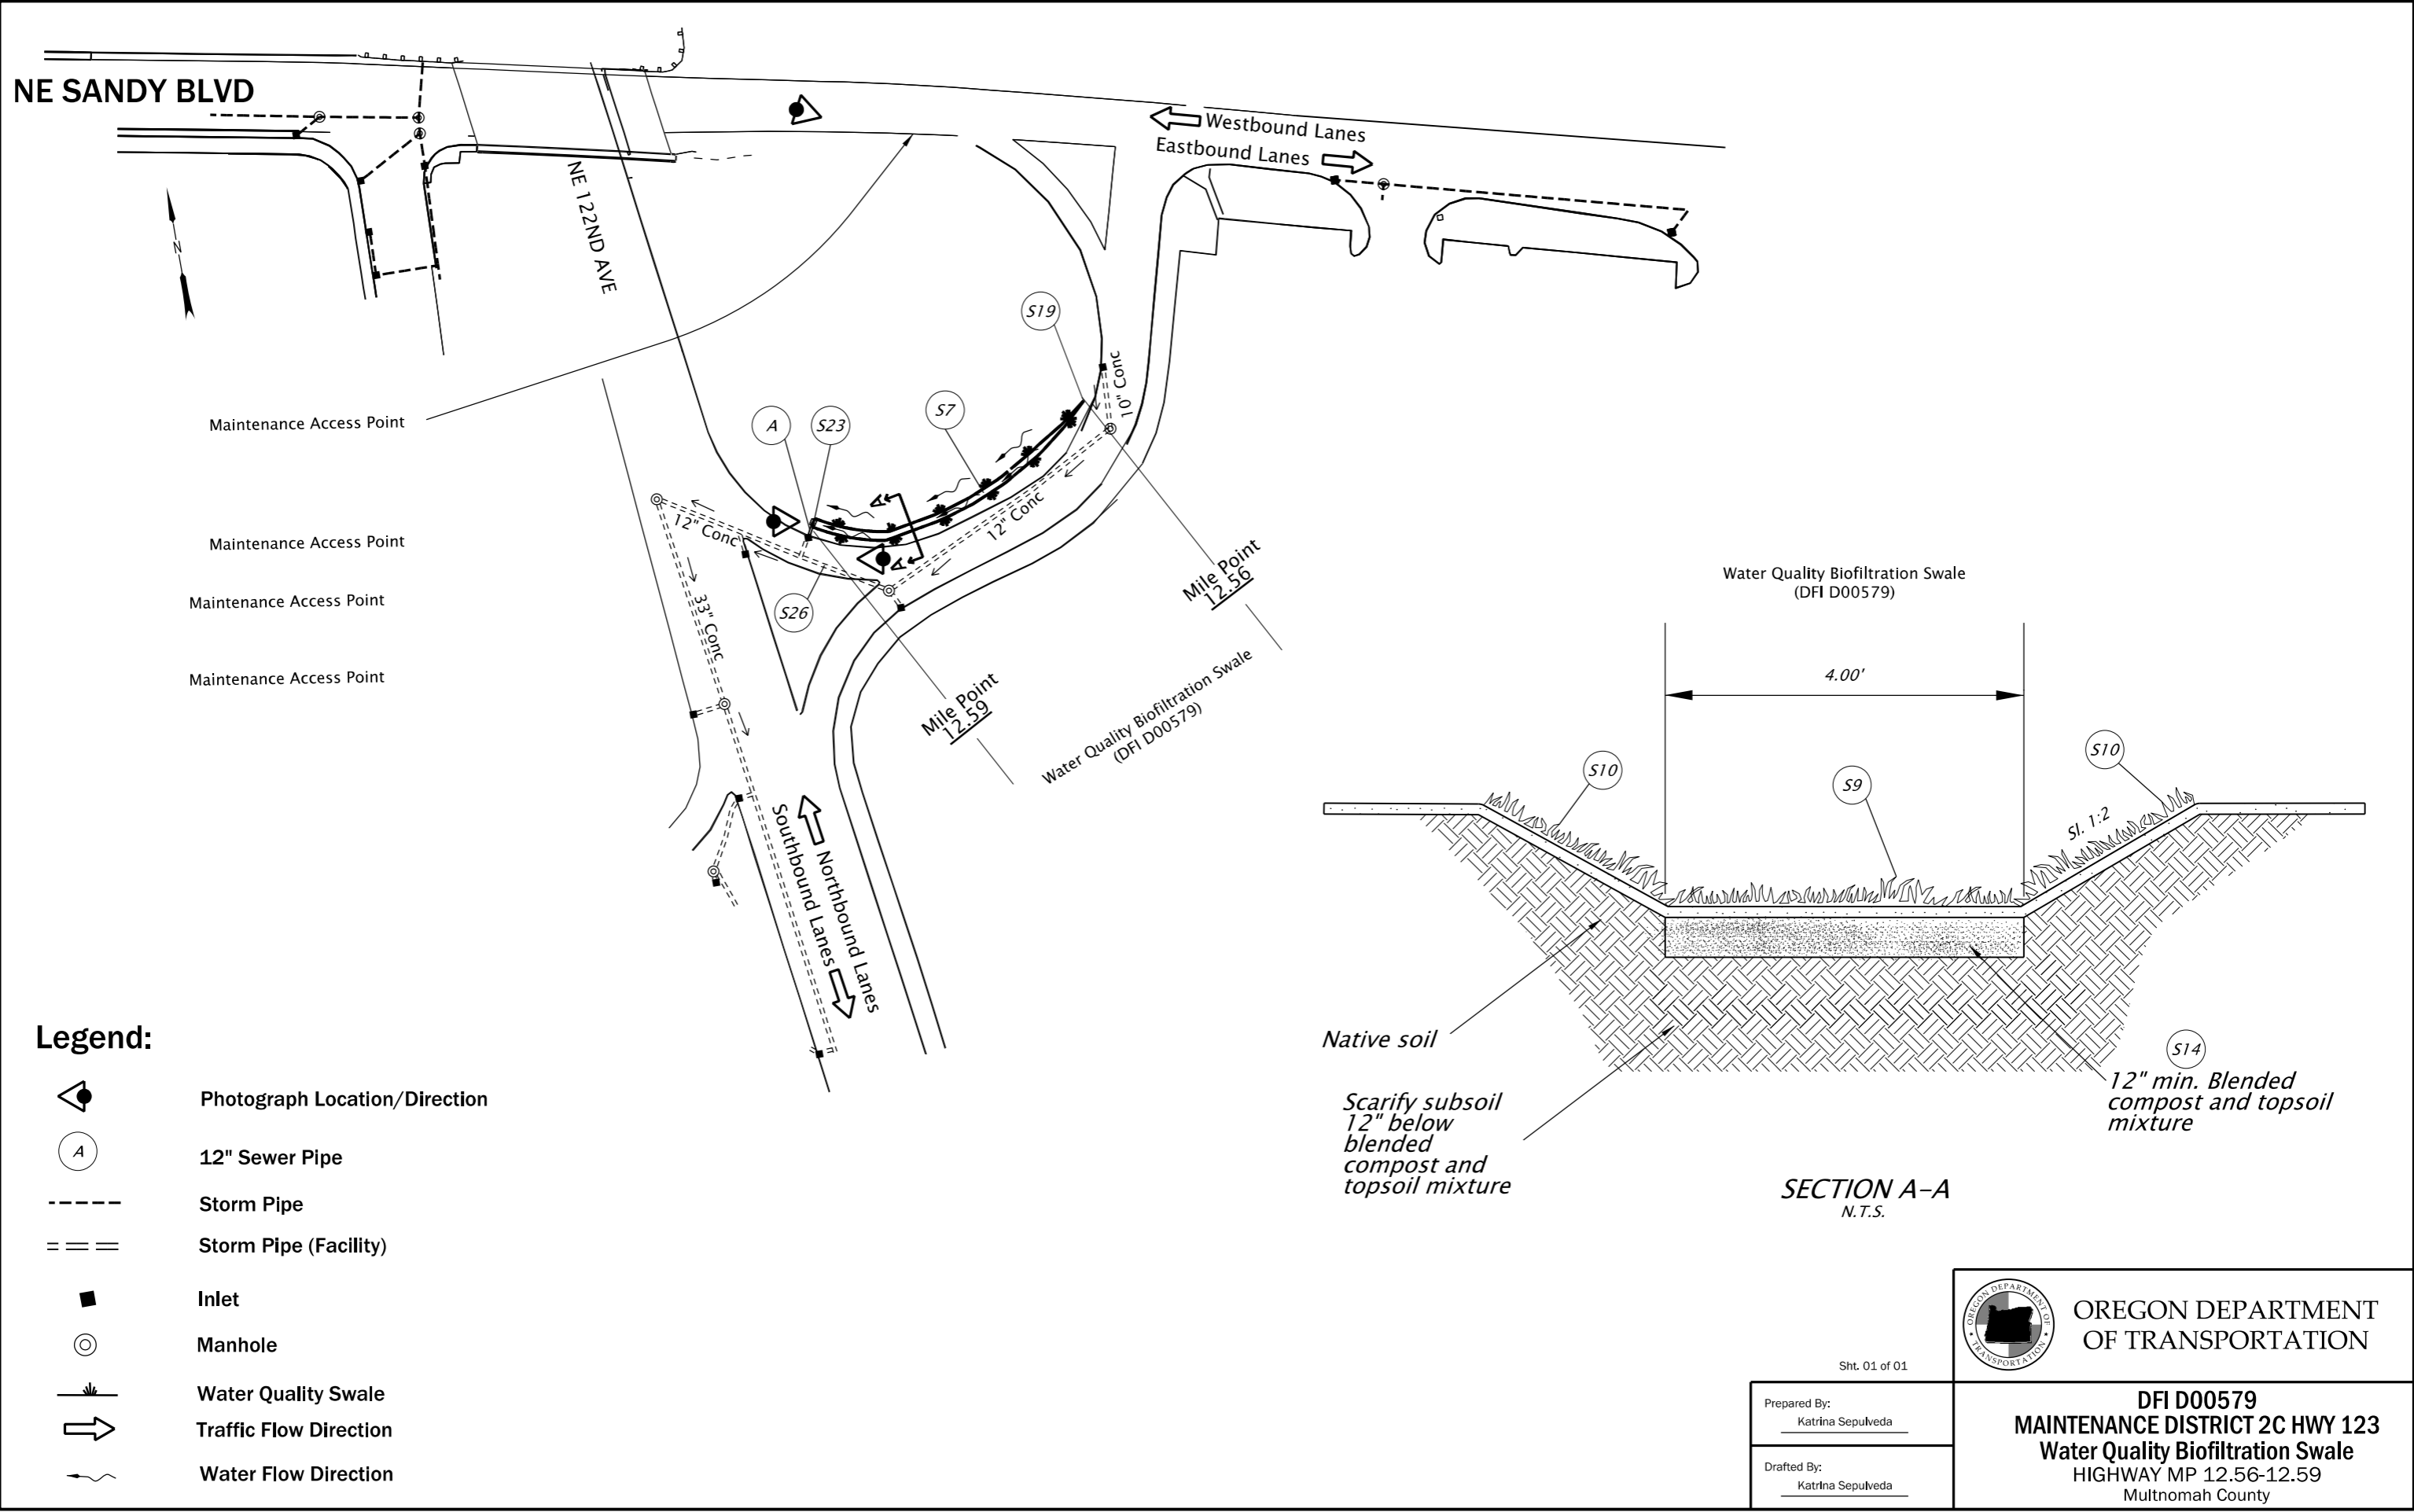 NE SANDY BLVD
Westbound Lanes
Eastbound Lanes
NE 122ND AVE
N
S19
10" Conc
Maintenance Access Point
A
S23
S7
A
A
12" Conc
12" Conc
Maintenance Access Point
Maintenance Access Point
S26
33" Conc
Maintenance Access Point
Mile Point
12.56
Mile Point
12.59
Water Quality Biofiltration Swale
(DFI D00579)
Southbound Lanes
Northbound Lanes
Water Quality Biofiltration Swale
(DFI D00579)
4.00'
S10
S9
S10
Sl. 1:2
Native soil
Scarify subsoil
12" below
blended
compost and
topsoil mixture
S14
12" min. Blended
compost and topsoil
mixture
SECTION A-A
N.T.S.
Legend:
Photograph Location/Direction
A
12" Sewer Pipe
Storm Pipe
Storm Pipe (Facility)
Inlet
Manhole
Water Quality Swale
Traffic Flow Direction
Water Flow Direction
Sht. 01 of 01
Prepared By:
Katrina Sepulveda
Drafted By:
Katrina Sepulveda
OREGON DEPARTMENT OF
TRANSPORTATION
OREGON DEPARTMENT
OF TRANSPORTATION
DFI D00579
MAINTENANCE DISTRICT 2C HWY 123
Water Quality Biofiltration Swale
HIGHWAY MP 12.56-12.59
Multnomah County